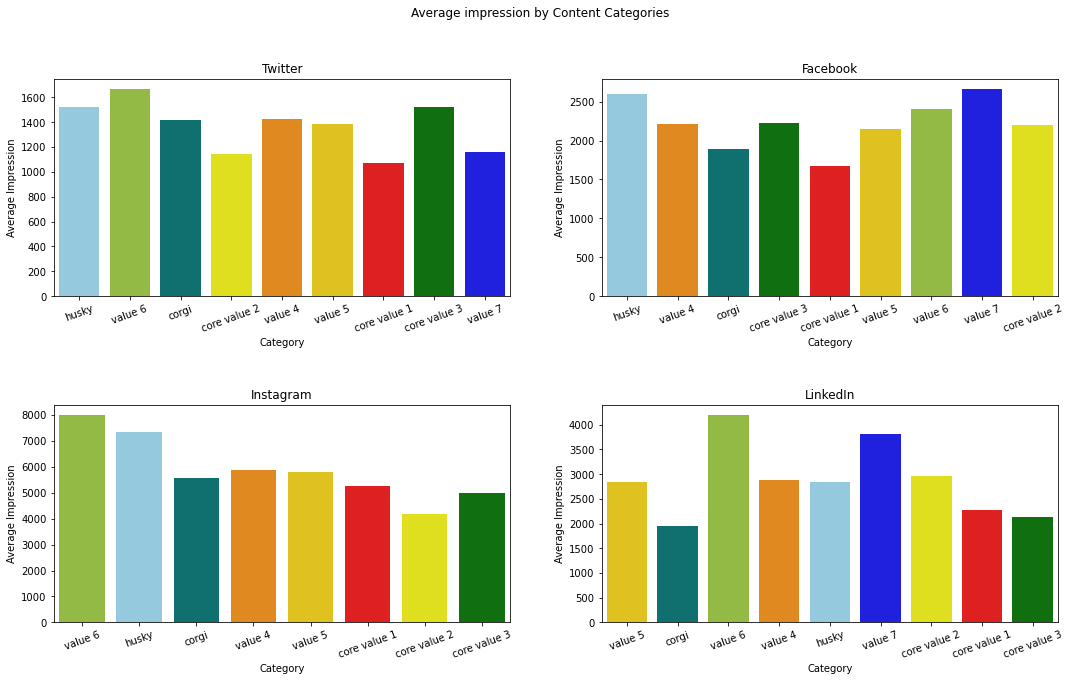 Average impression by Content Categories
Twitter
Average Impression
1600
1400
1200
1000
800
600
400
200
0
husky value 6 corgi core value 2 value 4 value 5 core value 1 core value 3 value 7
Category
Facebook
Average Impression
2500
2000
1500
1000
500
0
husky value 4 corgi core value 3 core value 1 value 5 value 6 value 7 core value 2
Category
Instagram
Average Impression
8000
7000
6000
5000
4000
3000
2000
1000
0
value 6 husky corgi value 4 value 5 core value 1 core value 2 core value 3
Category
LinkedIn
Average Impression
4000
3500
3000
2500
2000
1500
1000
500
0
value 5 corgi value 6 value 4 husky value 7 core value 2 core value 1 core value 3
Category